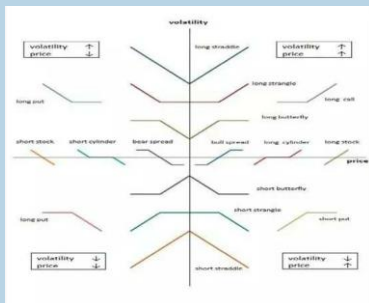 volatility
long straddle
volatility ↑
price ↓
volatility ↑
price ↑
long strangle
long put
long call
long butterfly
short stock
short cylinder
bear spread
bull spread
long cylinder
long stock
price
short butterfly
long put
short strangle
short put
volatility ↓
price ↓
volatility ↓
price ↑
short straddle